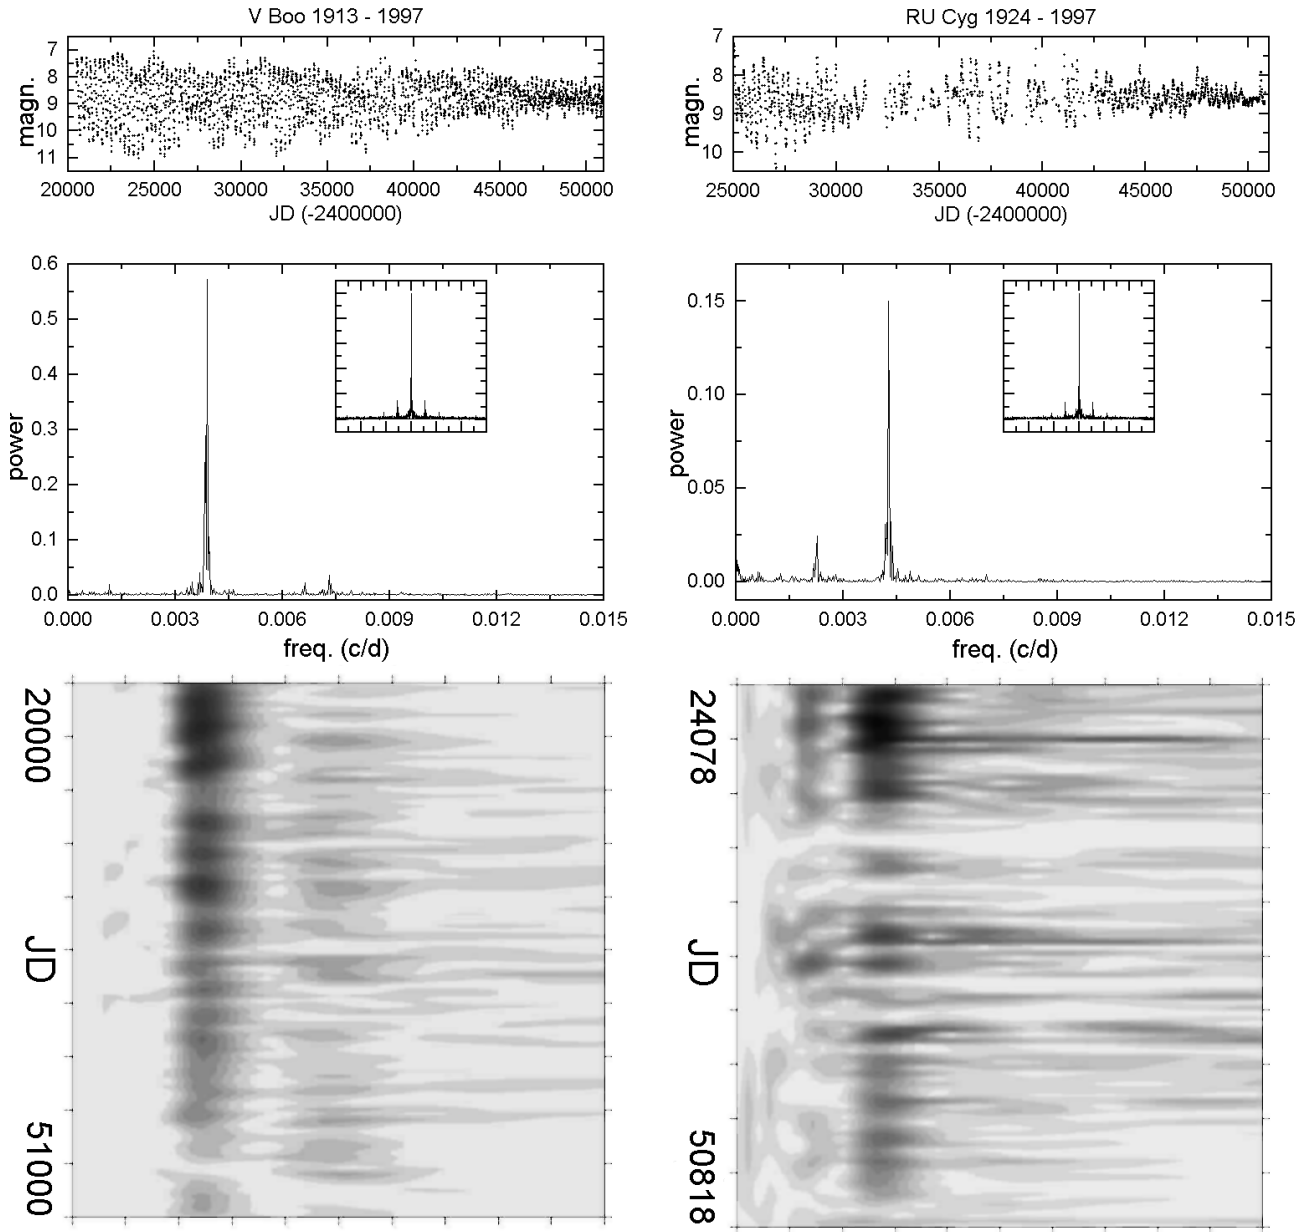 V Boo 1913 - 1997
7
8
9
10
11
magn.
20000 25000 30000 35000 40000 45000 50000
JD (-2400000)
RU Cyg 1924 - 1997
7
8
9
10
magn.
25000 30000 35000 40000 45000 50000
JD (-2400000)
0.6
0.5
0.4
0.3
0.2
0.1
0.0
power
0.000 0.003 0.006 0.009 0.012 0.015
freq. (c/d)
0.15
0.10
0.05
0.00
power
0.000 0.003 0.006 0.009 0.012 0.015
freq. (c/d)
20000
JD
51000
24078
JD
50818